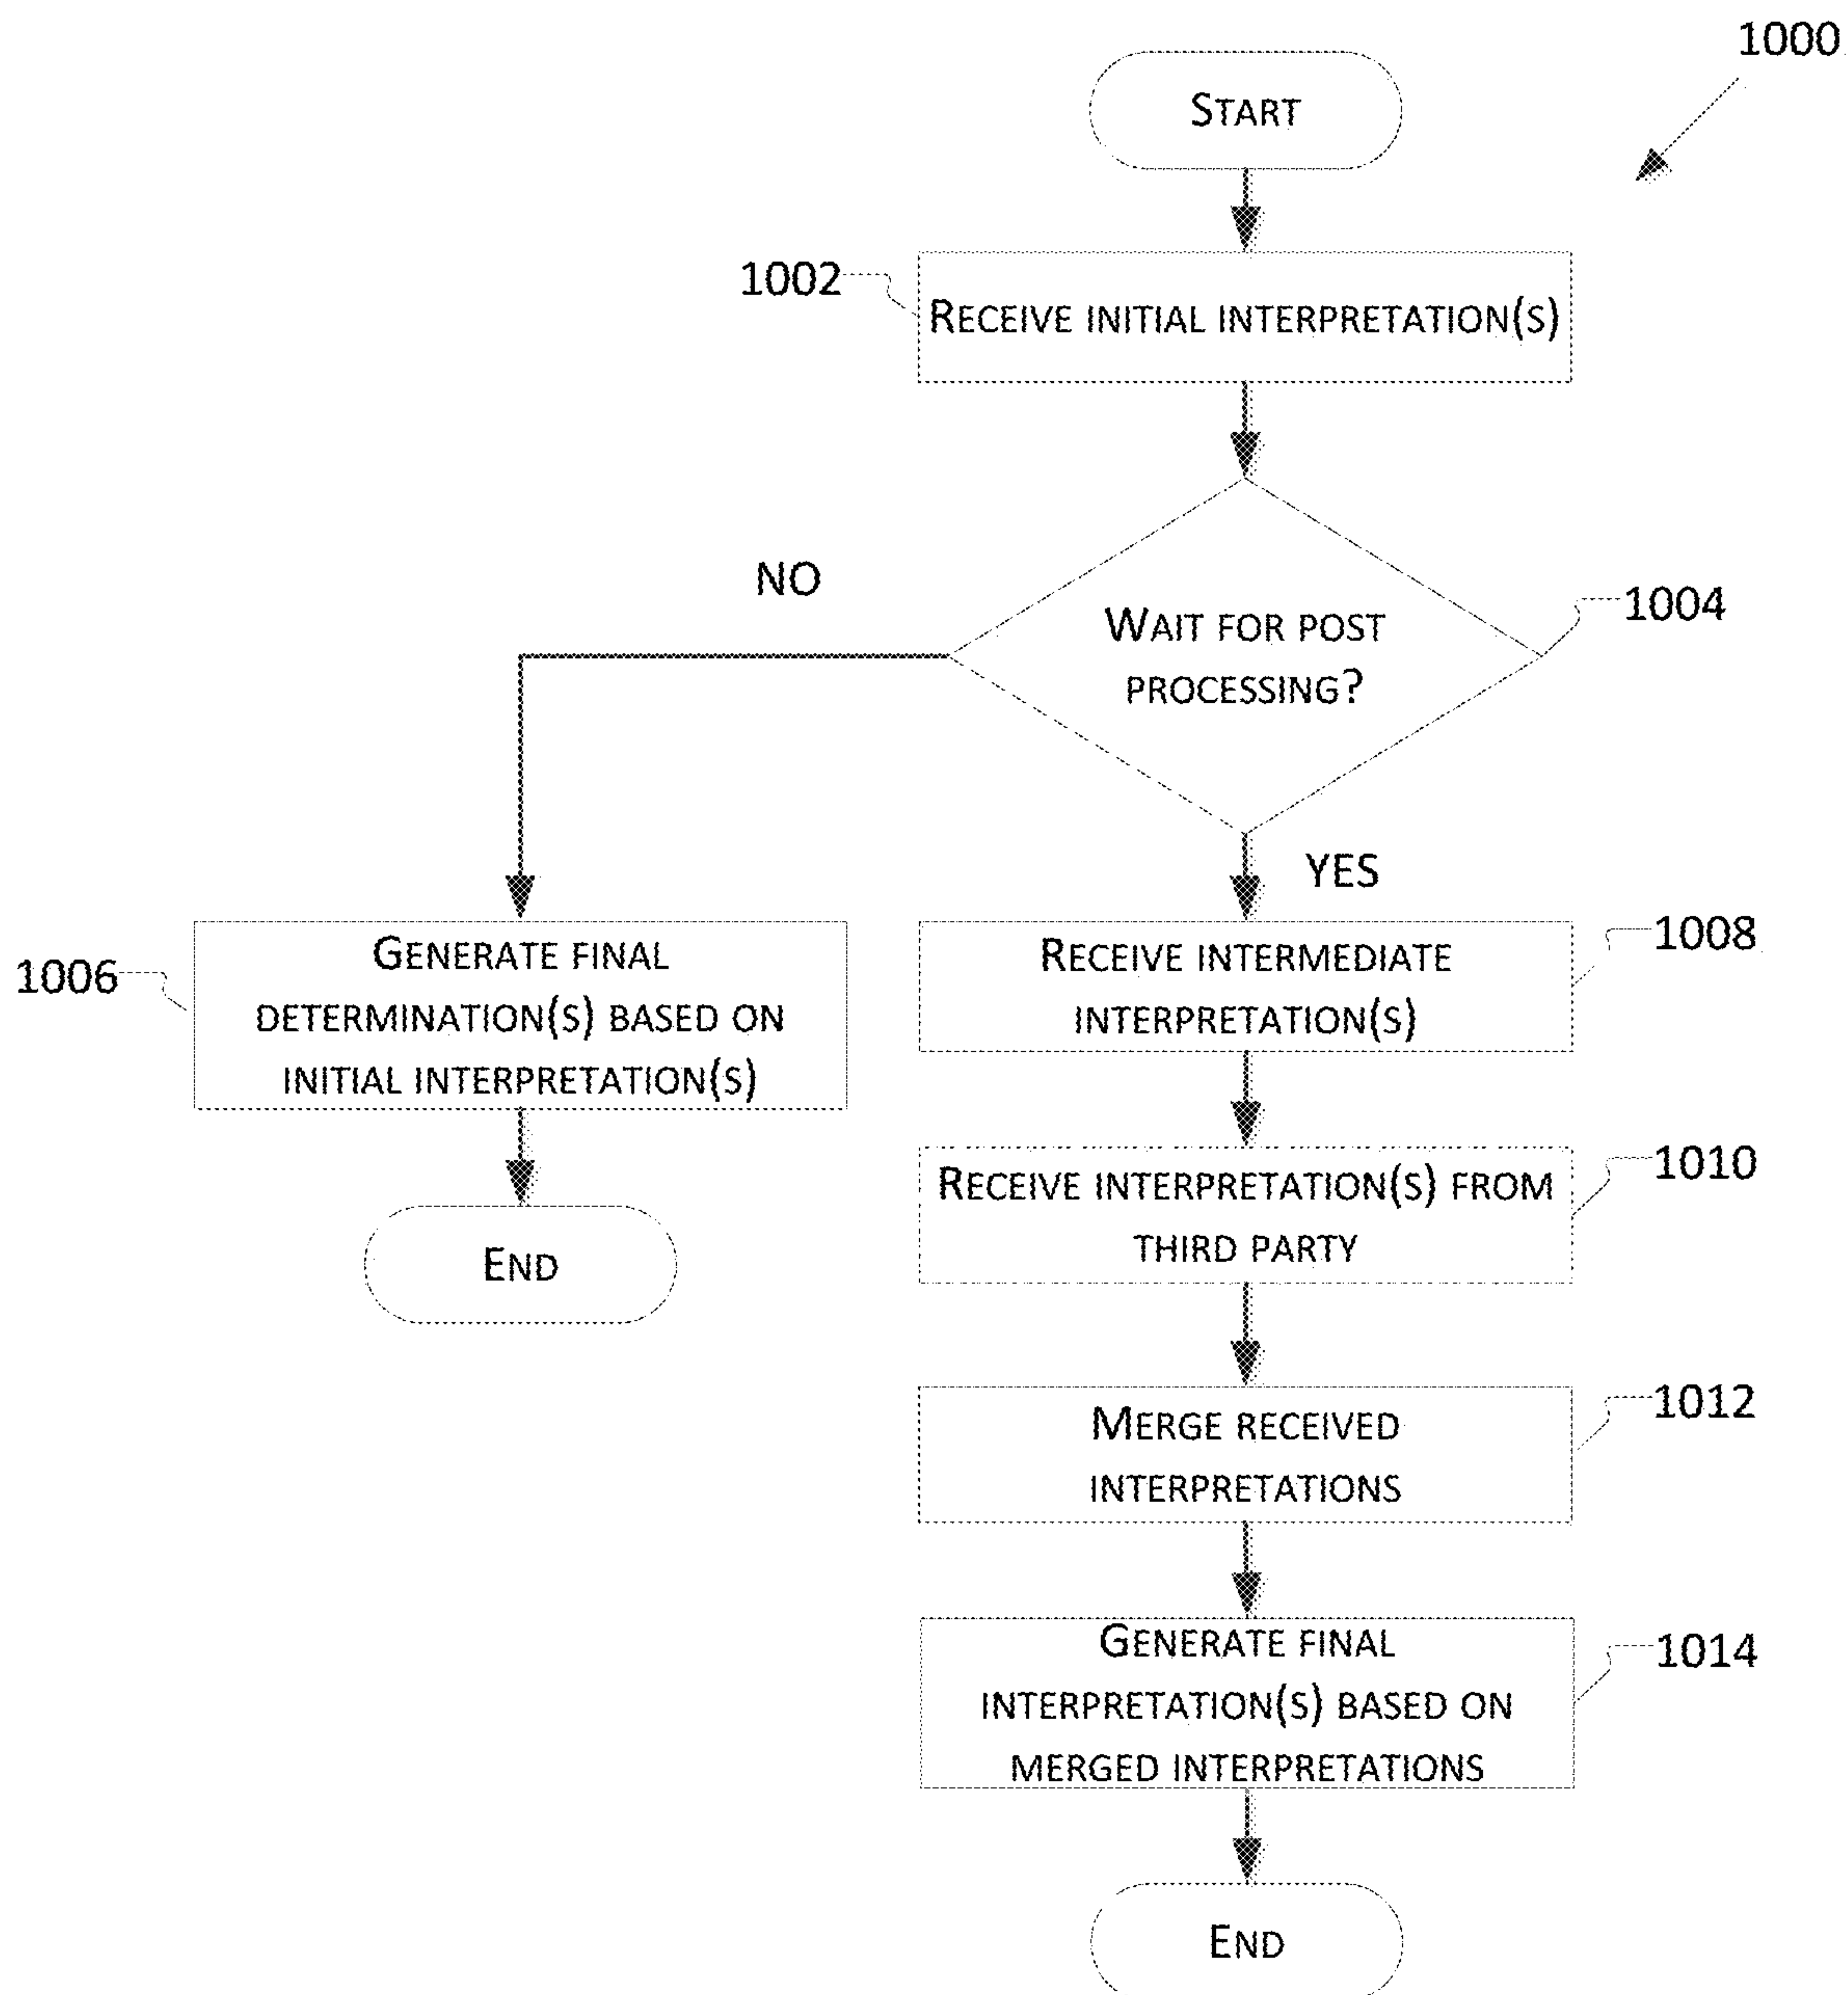 1000
START
1002
RECEIVE INITIAL INTERPRETATION(S)
NO
WAIT FOR POST
PROCESSING?
1004
YES
1006
GENERATE FINAL
DETERMINATION(S) BASED ON
INITIAL INTERPRETATION(S)
END
RECEIVE INTERMEDIATE
INTERPRETATION(S)
1008
RECEIVE INTERPRETATION(S) FROM
THIRD PARTY
1010
MERGE RECEIVED
INTERPRETATIONS
1012
GENERATE FINAL
INTERPRETATION(S) BASED ON
MERGED INTERPRETATIONS
1014
END